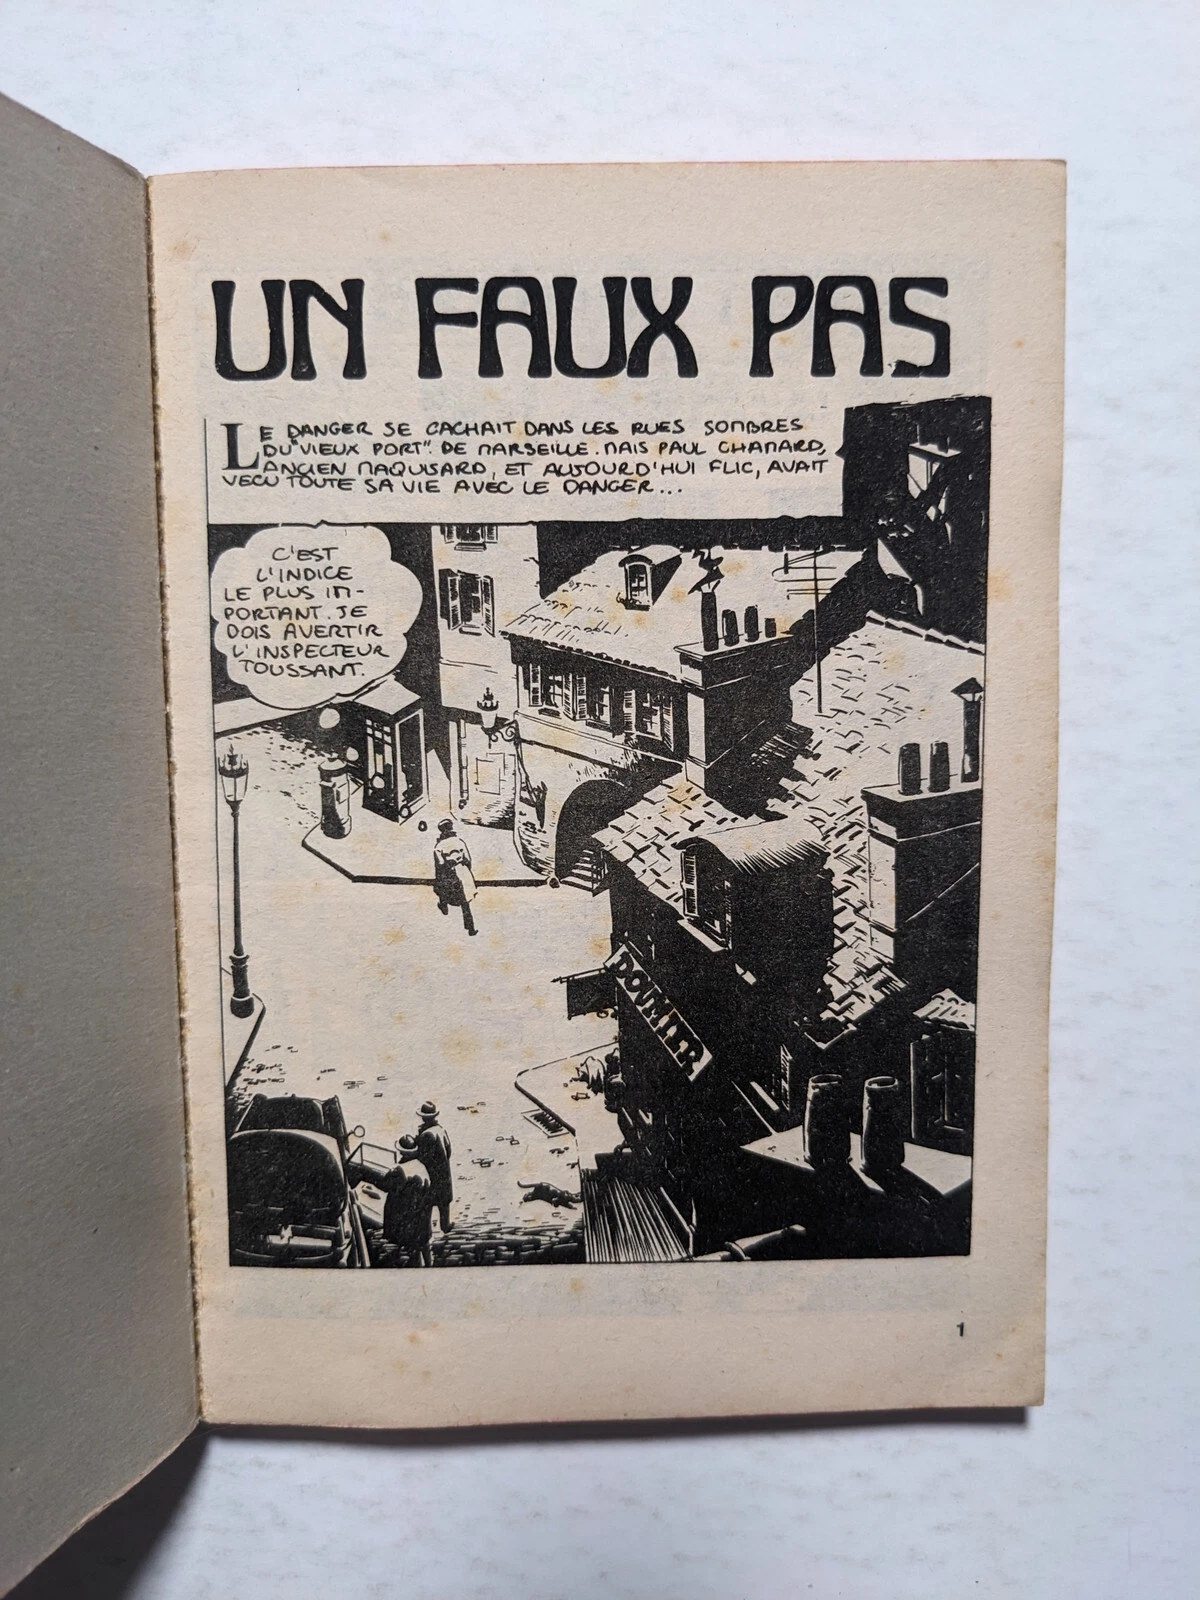 UN FAUX PAS
LE DANGER SE CACHAIT DANS LES RUES SOMBRES
DU "VIEUX PORT". DE MARSEILLE. MAIS PAUL CHAMARD,
ANCIEN MAQUISARD, ET AUJOURD'HUI FLIC, AVAIT
VECU TOUTE SA VIE AVEC LE DANGER...
C'EST
L'INDICE
LE PLUS IM-
PORTANT. JE
DOIS AVERTIR
L'INSPECTEUR
TOUSSANT.
DOUMIER
1